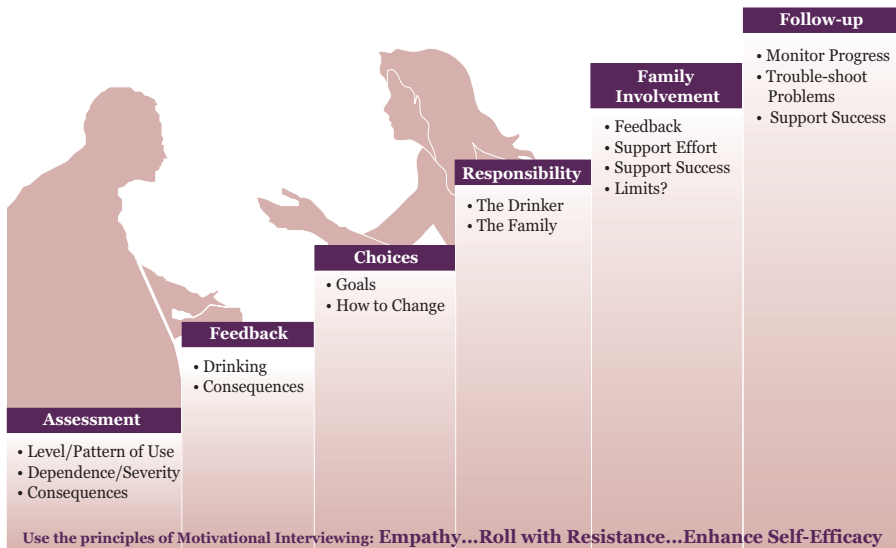 Assessment
• Level/Pattern of Use
• Dependence/Severity
• Consequences
Feedback
• Drinking
• Consequences
Choices
• Goals
• How to Change
Responsibility
• The Drinker
• The Family
Family
Involvement
• Feedback
• Support Effort
• Support Success
• Limits?
Follow-up
• Monitor Progress
• Trouble-shoot
Problems
• Support Success
Use the principles of Motivational Interviewing: Empathy...Roll with Resistance...Enhance Self-Efficacy